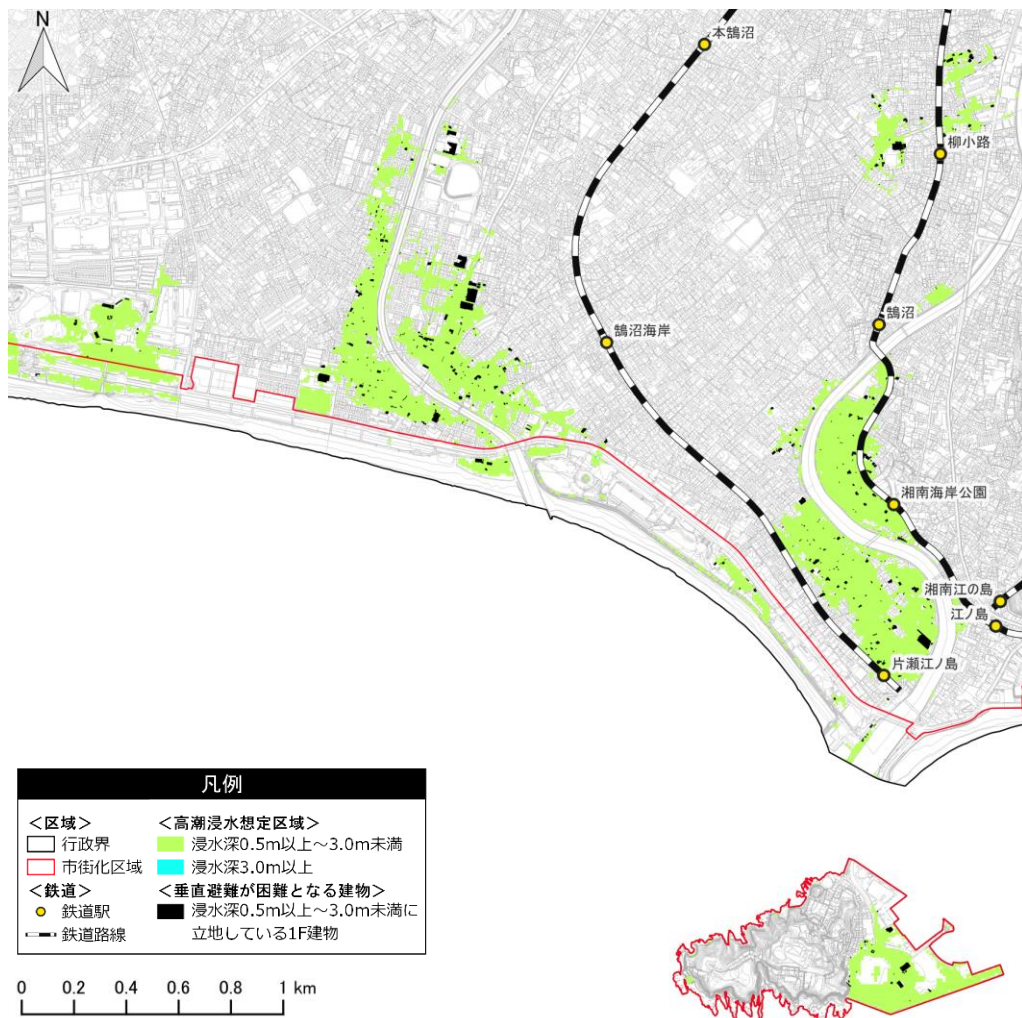 N
本鵠沼
柳小路
鵠沼
鵠沼海岸
湘南海岸公園
湘南江の島
江ノ島
片瀬江ノ島
凡例
＜区域＞
行政界
市街化区域
＜鉄道＞
鉄道駅
鉄道路線
＜高潮浸水想定区域＞
浸水深0.5m以上～3.0m未満
浸水深3.0m以上
＜垂直避難が困難となる建物＞
浸水深0.5m以上～3.0m未満に
立地している1F建物
0 0.2 0.4 0.6 0.8 1 km